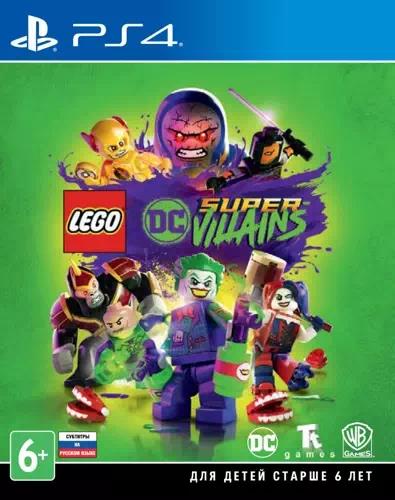 PS4
LEGO
DC
SUPER
VILLAINS
6+
СУБТИТРЫ
НА
РУССКОМ ЯЗЫКЕ
DC
Tt
games
WB
GAMES
ДЛЯ ДЕТЕЙ СТАРШЕ 6 ЛЕТ